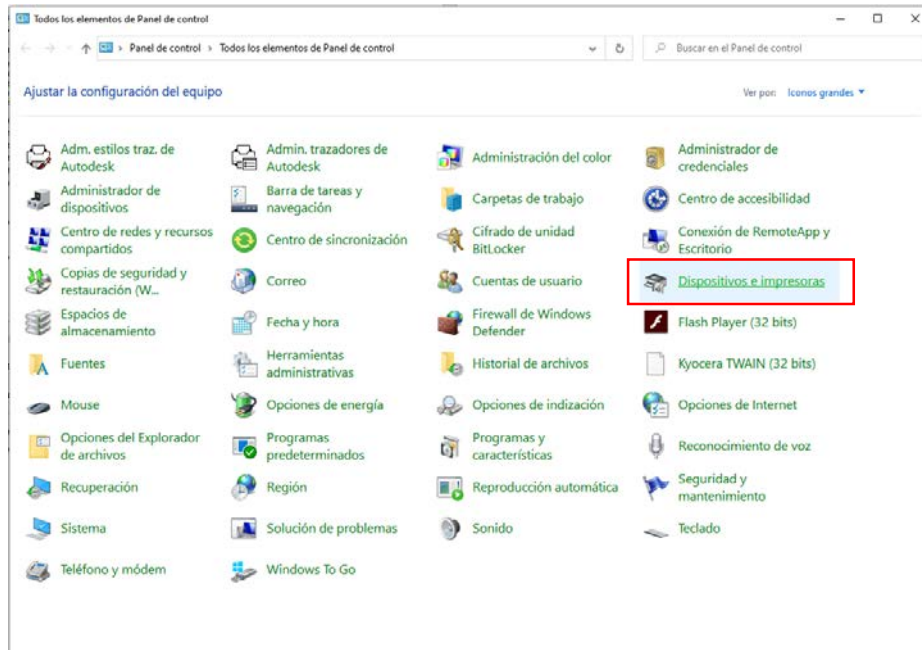 Todos los elementos de Panel de control
Panel de control > Todos los elementos de Panel de control
Buscar en el Panel de control
Ajustar la configuración del equipo
Ver por: Iconos grandes
Adm. estilos traz. de
Autodesk
Admin. trazadores de
Autodesk
Administración del color
Administrador de
credenciales
Administrador de
dispositivos
Barra de tareas y
navegación
Carpetas de trabajo
Centro de accesibilidad
Centro de redes y recursos
compartidos
Centro de sincronización
Cifrado de unidad
BitLocker
Conexión de RemoteApp y
Escritorio
Copias de seguridad y
restauración (W...
Correo
Cuentas de usuario
Dispositivos e impresoras
Espacios de
almacenamiento
Fecha y hora
Firewall de Windows
Defender
Flash Player (32 bits)
Fuentes
Herramientas
administrativas
Historial de archivos
Kyocera TWAIN (32 bits)
Mouse
Opciones de energía
Opciones de indización
Opciones de Internet
Opciones del Explorador
de archivos
Programas
predeterminados
Programas y
características
Reconocimiento de voz
Recuperación
Región
Reproducción automática
Seguridad y
mantenimiento
Sistema
Solución de problemas
Sonido
Teclado
Teléfono y módem
Windows To Go